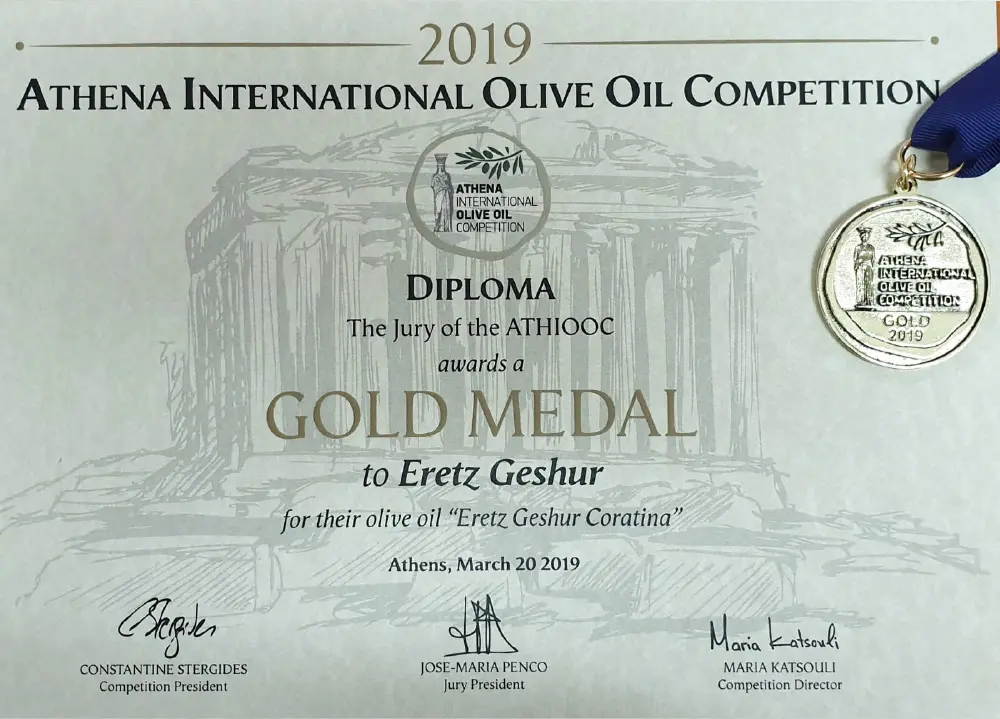 2019
ATHENA INTERNATIONAL OLIVE OIL COMPETITION
ATHENA
INTERNATIONAL
OLIVE OIL
COMPETITION
DIPLOMA
The Jury of the ATHIOOC
awards a
GOLD MEDAL
to Eretz Geshur
for their olive oil “Eretz Geshur Coratina”
Athens, March 20 2019
Stergides
CONSTANTINE STERGIDES
Competition President
JOSE-MARIA PENCO
Jury President
Maria Katsouli
MARIA KATSOULI
Competition Director
ATHENA
INTERNATIONAL
OLIVE OIL
COMPETITION
GOLD
2019